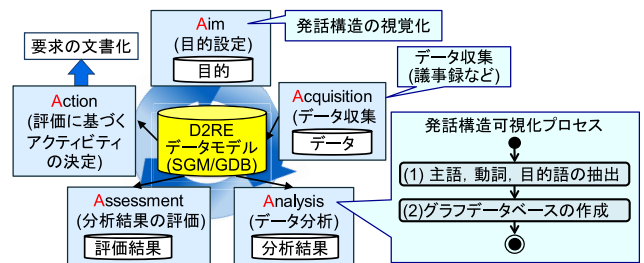 Aim
(目的設定)
目的
発話構造の視覚化
要求の文書化
データ収集
(議事録など)
Action
(評価に基づく
アクティビティ
の決定)
D2RE
データモデル
(SGM/GDB)
Acquisition
(データ収集)
データ
Assessment
(分析結果の評価)
評価結果
Analysis
(データ分析)
分析結果
発話構造可視化プロセス
(1) 主語, 動詞, 目的語の抽出
(2)グラフデータベースの作成